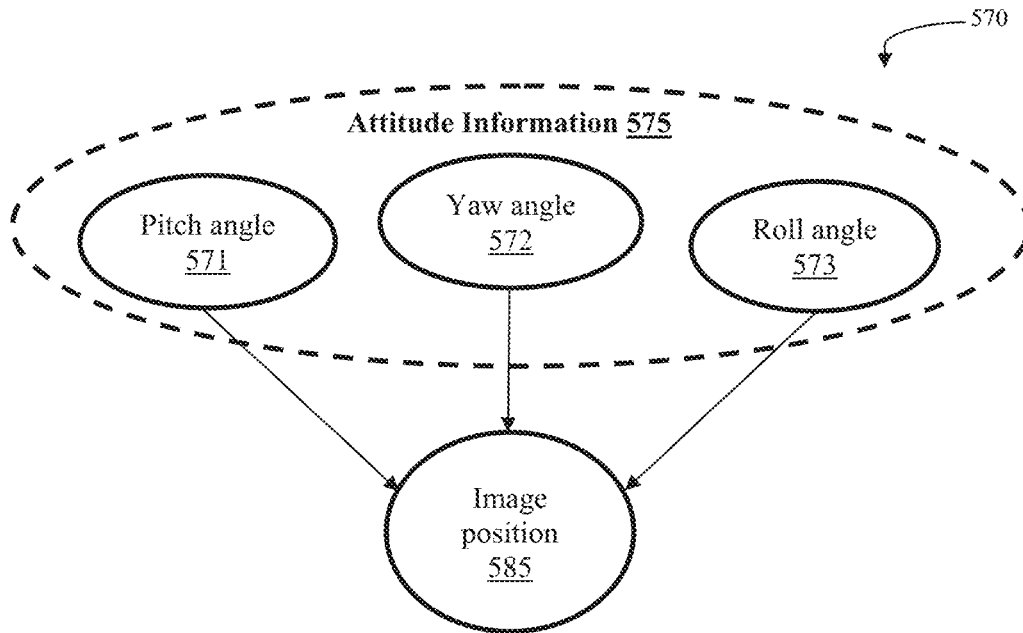 570
Attitude Information 575
Pitch angle
571
Yaw angle
572
Roll angle
573
Image
position
585